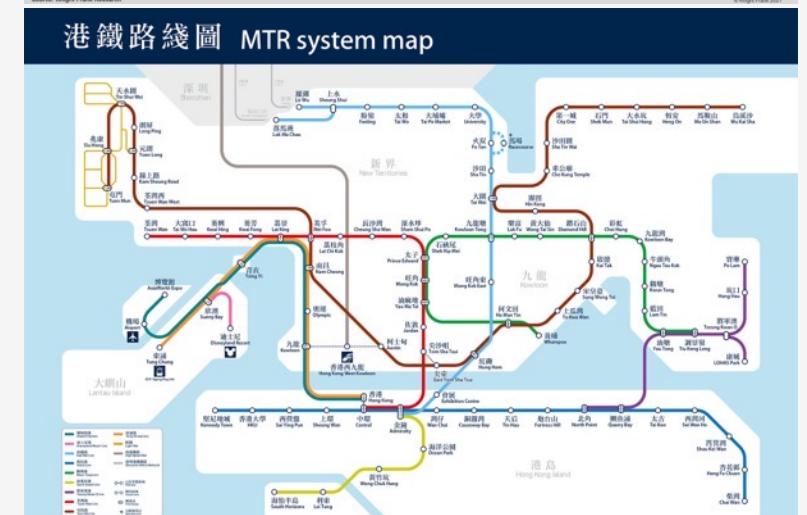 港鐵路綫圖 MTR system map
深圳
Shenzhen
新界
New Territories
九龍
Kowloon
大嶼山
Lantau Island
港島
Hong Kong Island
天水圍
Tin Shui Wai
朗屏
Long Ping
元朗
Yuen Long
錦上路
Kam Sheung Road
兆康
Siu Hong
屯門
Tuen Mun
荃灣西
Tsuen Wan West
羅湖
Lo Wu
上水
Sheung Shui
落馬洲
Lok Ma Chau
粉嶺
Fanling
太和
Tai Wo
大埔墟
Tai Po Market
大學
University
火炭
Fo Tan
馬場
Racecourse
沙田
Sha Tin
大圍
Tai Wai
第一城
City One
石門
Shek Mun
大水坑
Tai Shui Hang
恆安
Heng On
馬鞍山
Ma On Shan
烏溪沙
Wu Kai Sha
沙田圍
Sha Tin Wai
車公廟
Che Kung Temple
顯徑
Hin Keng
荃灣
Tsuen Wan
大窩口
Tai Wo Hau
葵興
Kwai Hing
葵芳
Kwai Fong
荔景
Lai King
美孚
Mei Foo
荔枝角
Lai Chi Kok
長沙灣
Cheung Sha Wan
深水埗
Sham Shui Po
九龍塘
Kowloon Tong
樂富
Lok Fu
黃大仙
Wong Tai Sin
鑽石山
Diamond Hill
彩虹
Choi Hung
九龍灣
Kowloon Bay
石硤尾
Shek Kip Mei
太子
Prince Edward
旺角
Mong Kok
油麻地
Yau Ma Tei
佐敦
Jordan
尖沙咀
Tsim Sha Tsui
旺角東
Mong Kok East
啟德
Kai Tak
宋皇臺
Sung Wong Toi
土瓜灣
To Kwa Wan
何文田
Ho Man Tin
黃埔
Whampoa
紅磡
Hung Hom
尖東
East Tsim Sha Tsui
柯士甸
Austin
南昌
Nam Cheong
奧運
Olympic
九龍
Kowloon
香港西九龍
Hong Kong West Kowloon
青衣
Tsing Yi
欣澳
Sunny Bay
迪士尼
Disneyland Resort
博覽館
AsiaWorld-Expo
機場
Airport
東涌
Tung Chung
牛頭角
Ngau Tau Kok
觀塘
Kwun Tong
藍田
Lam Tin
油塘
Yau Tong
調景嶺
Tiu Keng Leng
將軍澳
Tseung Kwan O
寶琳
Po Lam
坑口
Hang Hau
康城
LOHAS Park
香港
Hong Kong
會展
Exhibition Centre
堅尼地城
Kennedy Town
香港大學
HKU
西營盤
Sai Ying Pun
上環
Sheung Wan
中環
Central
金鐘
Admiralty
灣仔
Wan Chai
銅鑼灣
Causeway Bay
天后
Tin Hau
炮台山
Fortress Hill
北角
North Point
鰂魚涌
Quarry Bay
太古
Tai Koo
西灣河
Sai Wan Ho
筲箕灣
Shau Kei Wan
杏花邨
Heng Fa Chuen
柴灣
Chai Wan
海洋公園
Ocean Park
黃竹坑
Wong Chuk Hang
利東
Lei Tung
海怡半島
South Horizons